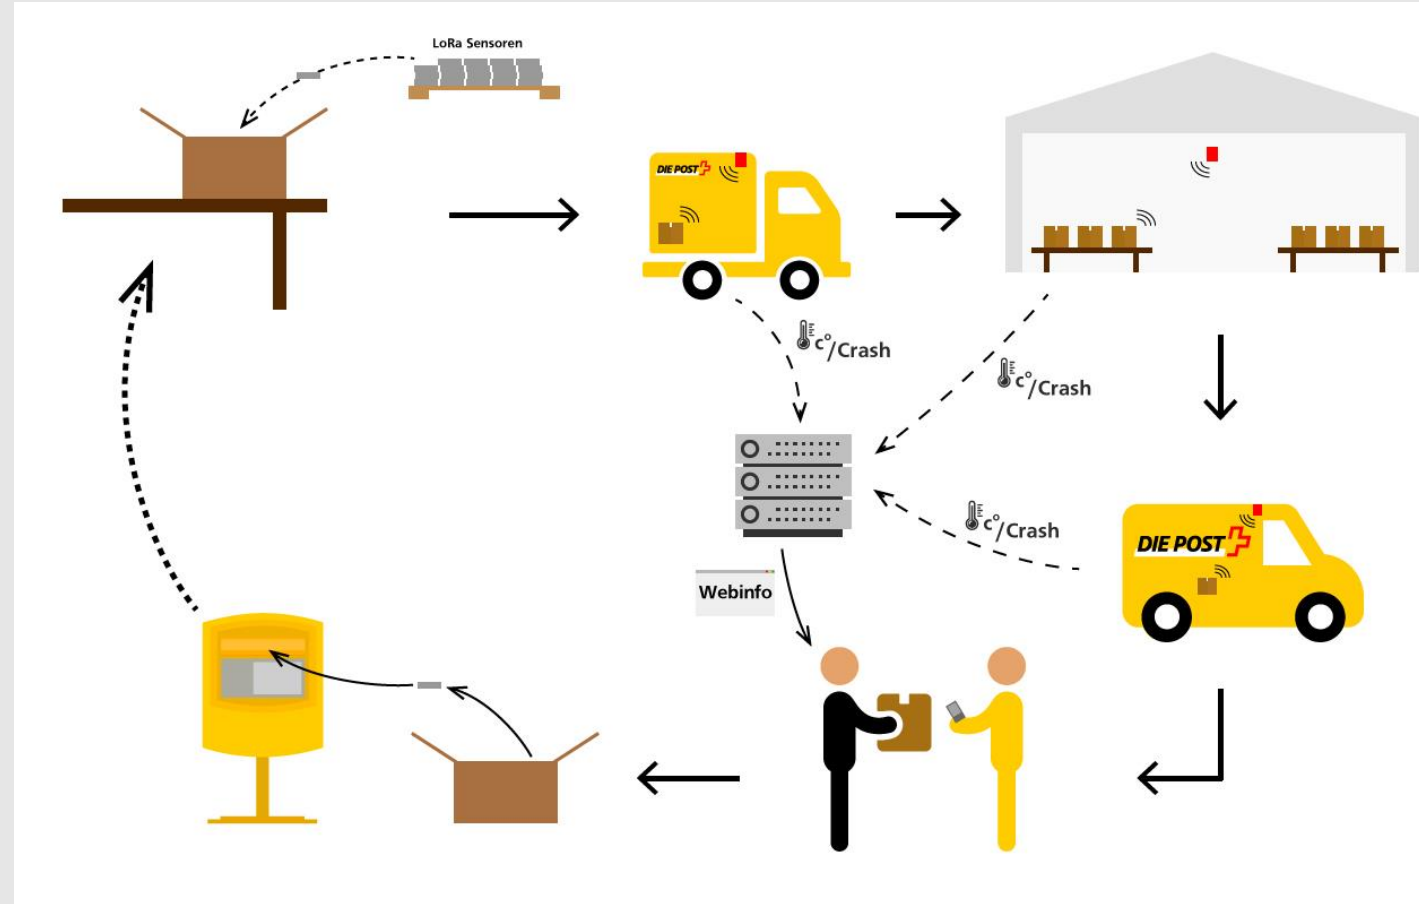 LoRa Sensoren
DIE POST
c°/Crash
c°/Crash
c°/Crash
DIE POST
Webinfo